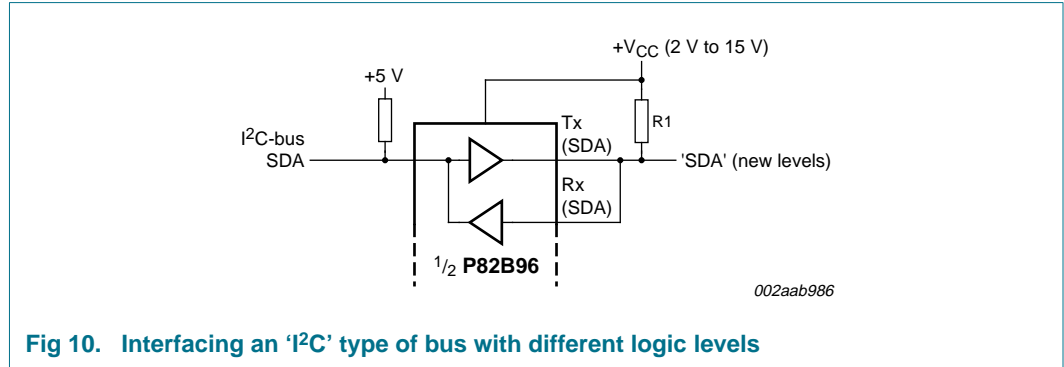 +VCC (2 V to 15 V)
+5 V
R1
Tx
(SDA)
I2C-bus
SDA
'SDA' (new levels)
Rx
(SDA)
1/2 P82B96
002aab986
Fig 10. Interfacing an ‘I2C’ type of bus with different logic levels